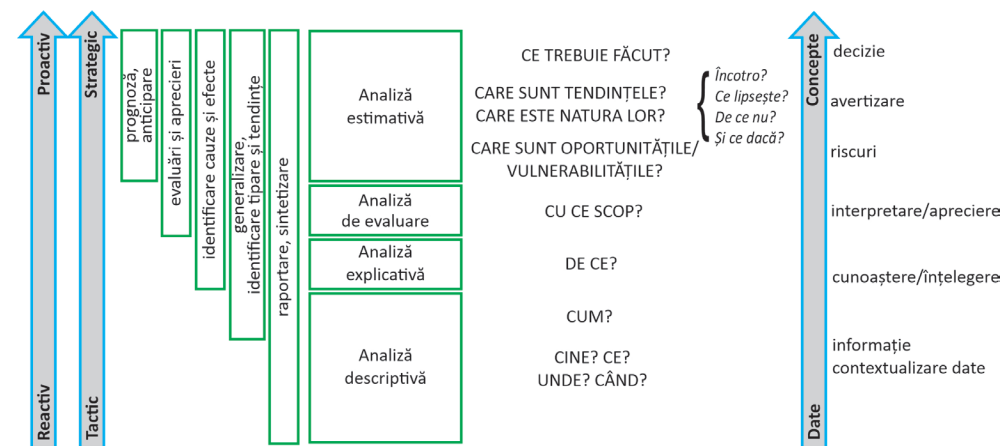 Proactiv
Reactiv
Strategic
Tactic
prognoză,
anticipare
evaluări și aprecieri
identificare cauze și efecte
generalizare,
identificare tipare și tendințe
raportare, sintetizare
Analiză
estimativă
Analiză
de evaluare
Analiză
explicativă
Analiză
descriptivă
CE TREBUIE FĂCUT?
CARE SUNT TENDINȚELE?
CARE ESTE NATURA LOR?
Încotro?
Ce lipsește?
De ce nu?
Și ce dacă?
CARE SUNT OPORTUNITĂȚILE/
VULNERABILITĂȚILE?
CU CE SCOP?
DE CE?
CUM?
CINE? CE?
UNDE? CÂND?
Concepte
Date
decizie
avertizare
riscuri
interpretare/apreciere
cunoaștere/înțelegere
informație
contextualizare date